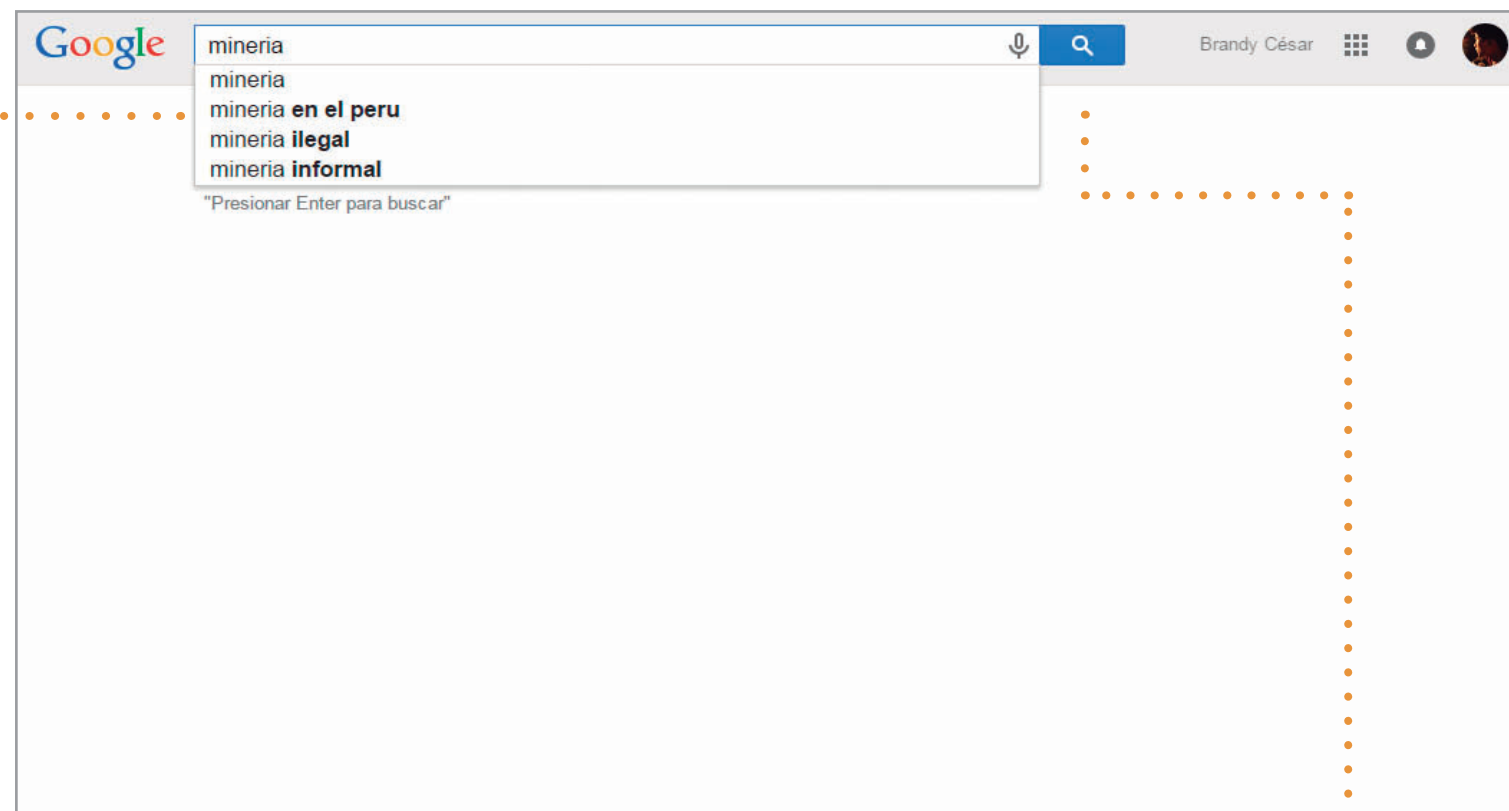 Google
mineria
Brandy César
mineria
mineria en el peru
mineria ilegal
mineria informal
"Presionar Enter para buscar"